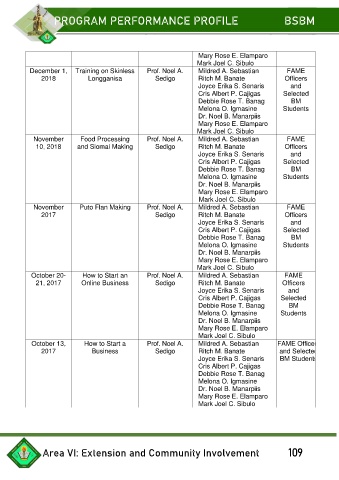 PROGRAM PERFORMANCE PROFILE BSBM
Mary Rose E. Elamparo
Mark Joel C. Sibulo
December 1, Training on Skinless Prof. Noel A. Mildred A. Sebastian FAME
2018 Longganisa Sedigo Ritch M. Banate Officers
Joyce Erika S. Senaris and
Cris Albert P. Cajigas Selected
Debbie Rose T. Banag BM
Melona O. Igmasine Students
Dr. Noel B. Manarpiis
Mary Rose E. Elamparo
Mark Joel C. Sibulo
November Food Processing Prof. Noel A. Mildred A. Sebastian FAME
10, 2018 and Siomai Making Sedigo Ritch M. Banate Officers
Joyce Erika S. Senaris and
Cris Albert P. Cajigas Selected
Debbie Rose T. Banag BM
Melona O. Igmasine Students
Dr. Noel B. Manarpiis
Mary Rose E. Elamparo
Mark Joel C. Sibulo
November Puto Flan Making Prof. Noel A. Mildred A. Sebastian FAME
2017 Sedigo Ritch M. Banate Officers
Joyce Erika S. Senaris and
Cris Albert P. Cajigas Selected
Debbie Rose T. Banag BM
Melona O. Igmasine Students
Dr. Noel B. Manarpiis
Mary Rose E. Elamparo
Mark Joel C. Sibulo
October 20- How to Start an Prof. Noel A. Mildred A. Sebastian FAME
21, 2017 Online Business Sedigo Ritch M. Banate Officers
Joyce Erika S. Senaris and
Cris Albert P. Cajigas Selected
Debbie Rose T. Banag BM
Melona O. Igmasine Students
Dr. Noel B. Manarpiis
Mary Rose E. Elamparo
Mark Joel C. Sibulo
October 13, How to Start a Prof. Noel A. Mildred A. Sebastian FAME Office
2017 Business Sedigo Ritch M. Banate and Selecte
Joyce Erika S. Senaris BM Student
Cris Albert P. Cajigas
Debbie Rose T. Banag
Melona O. Igmasine
Dr. Noel B. Manarpiis
Mary Rose E. Elamparo
Mark Joel C. Sibulo
Area VI: Extension and Community Involvement 109